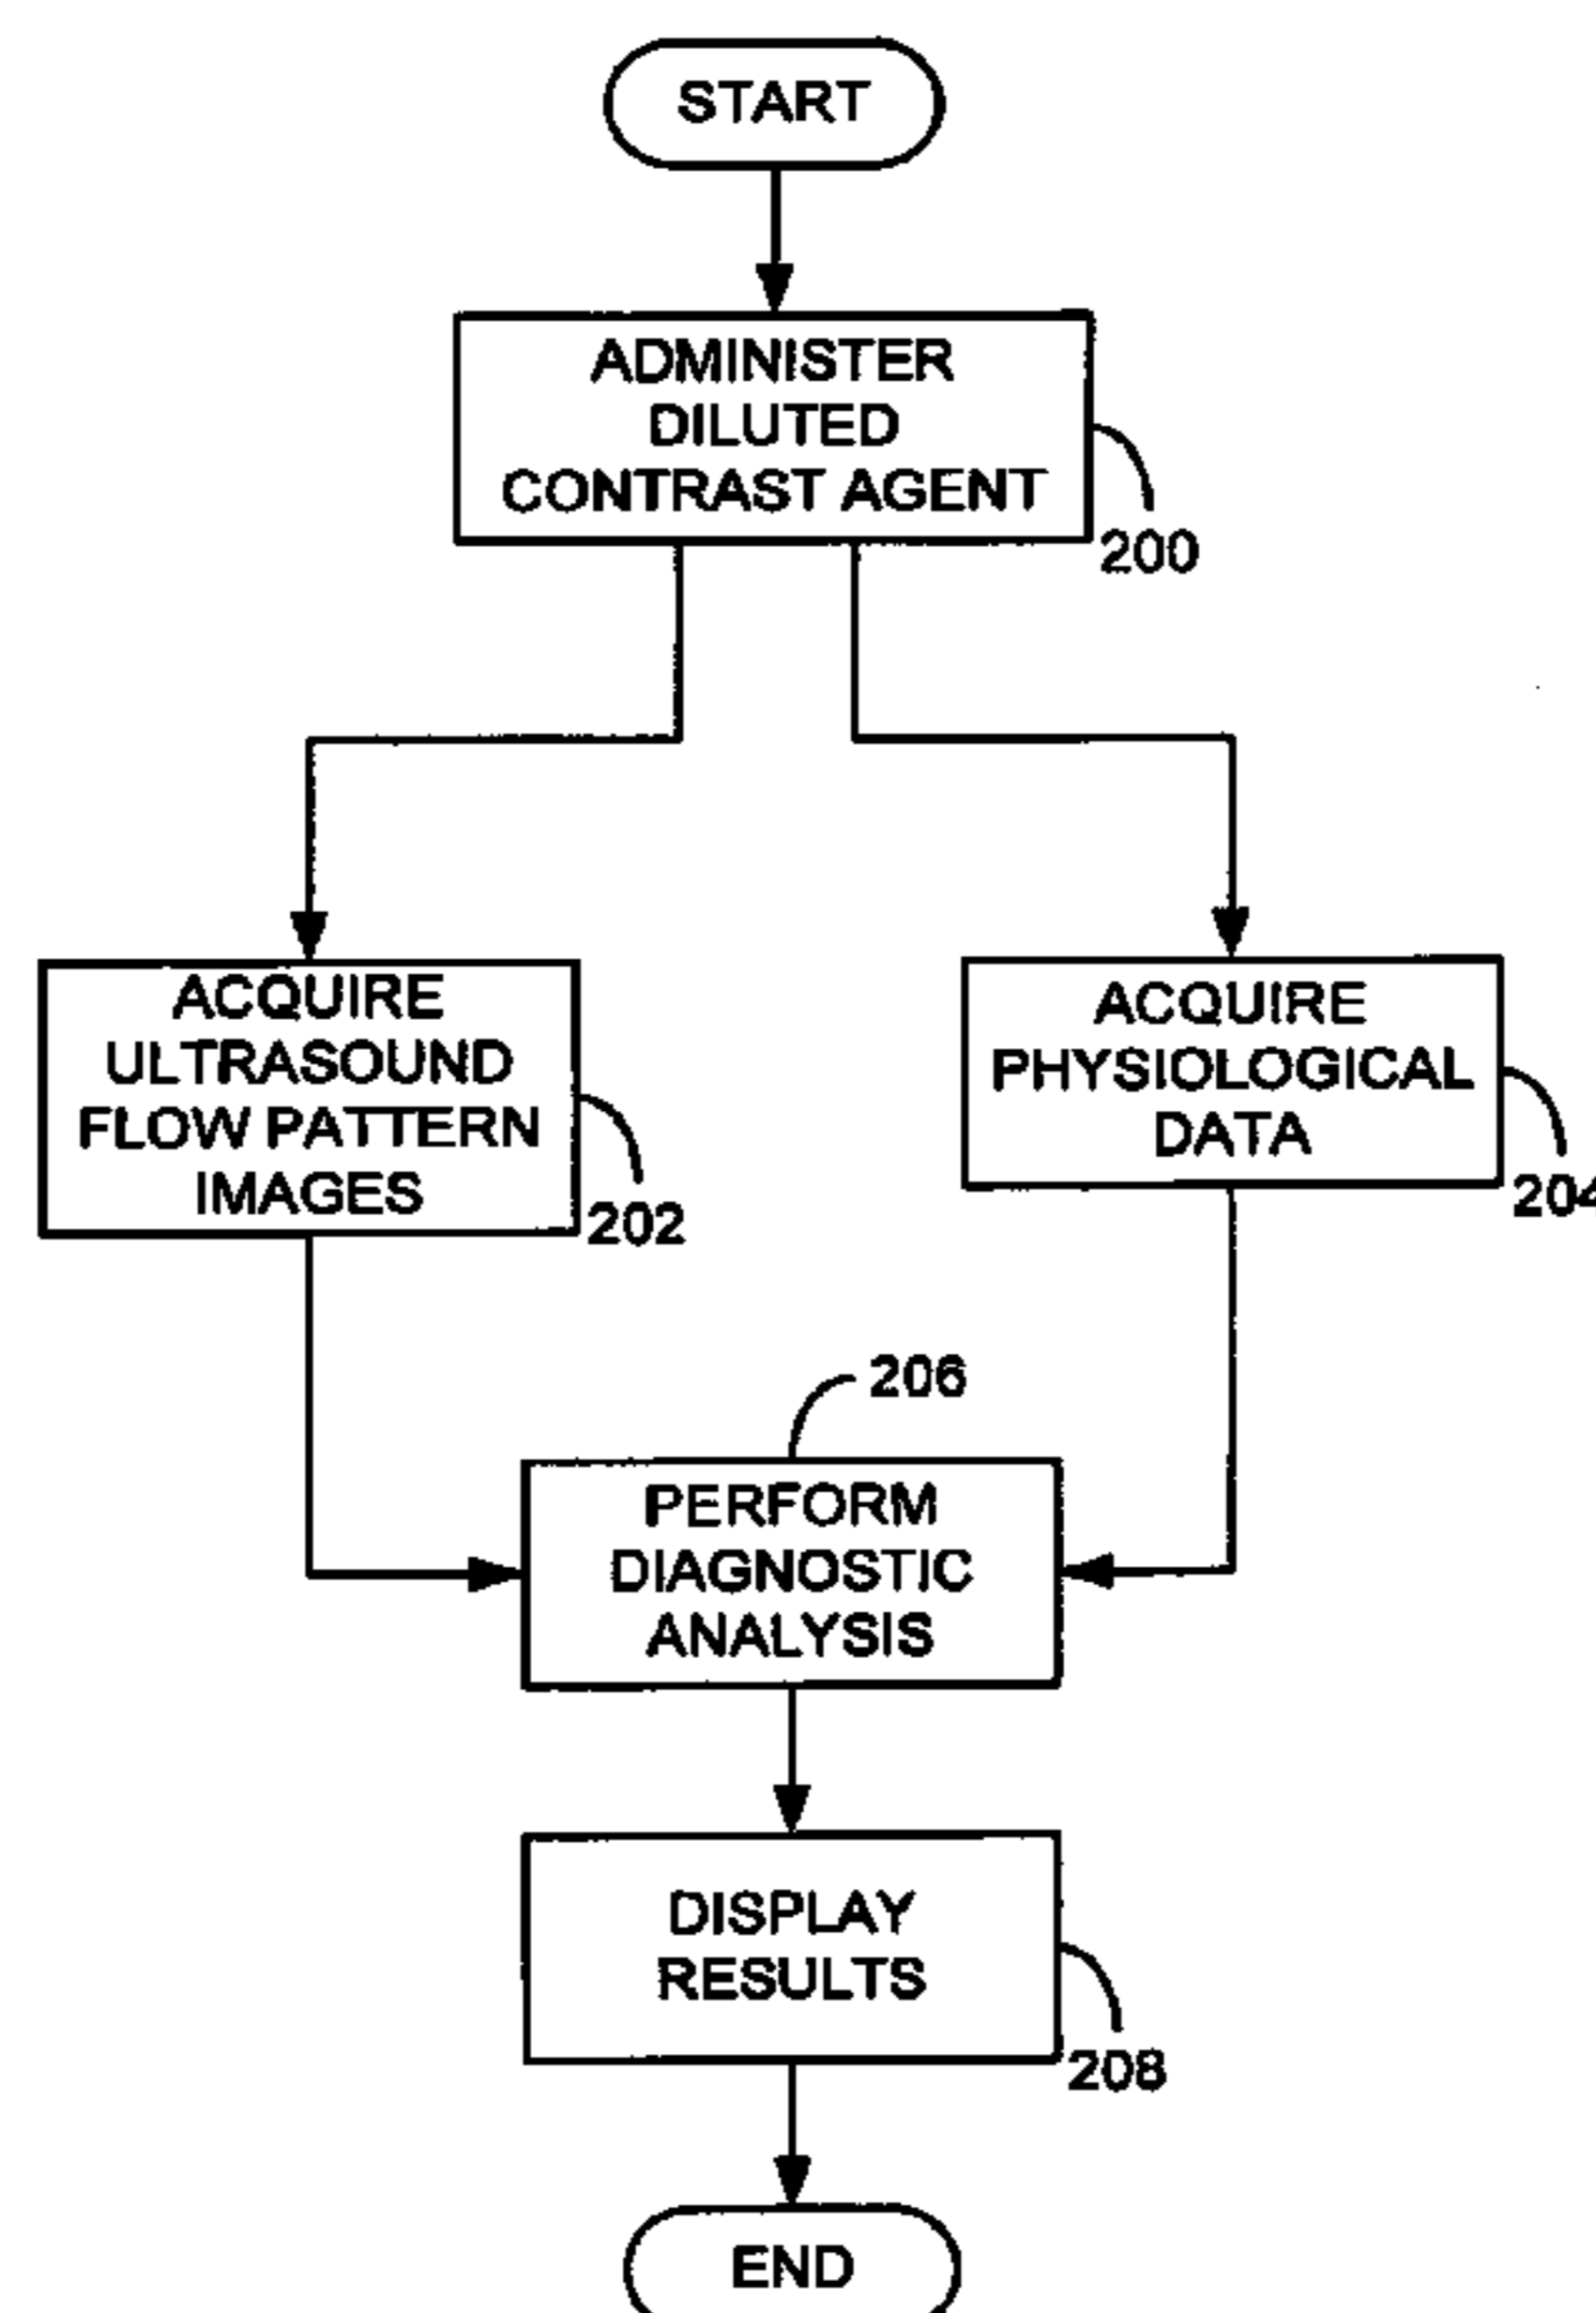 START
ADMINISTER
DILUTED
CONTRAST AGENT
200
ACQUIRE
ULTRASOUND
FLOW PATTERN
IMAGES
202
ACQUIRE
PHYSIOLOGICAL
DATA
204
206
PERFORM
DIAGNOSTIC
ANALYSIS
DISPLAY
RESULTS
208
END